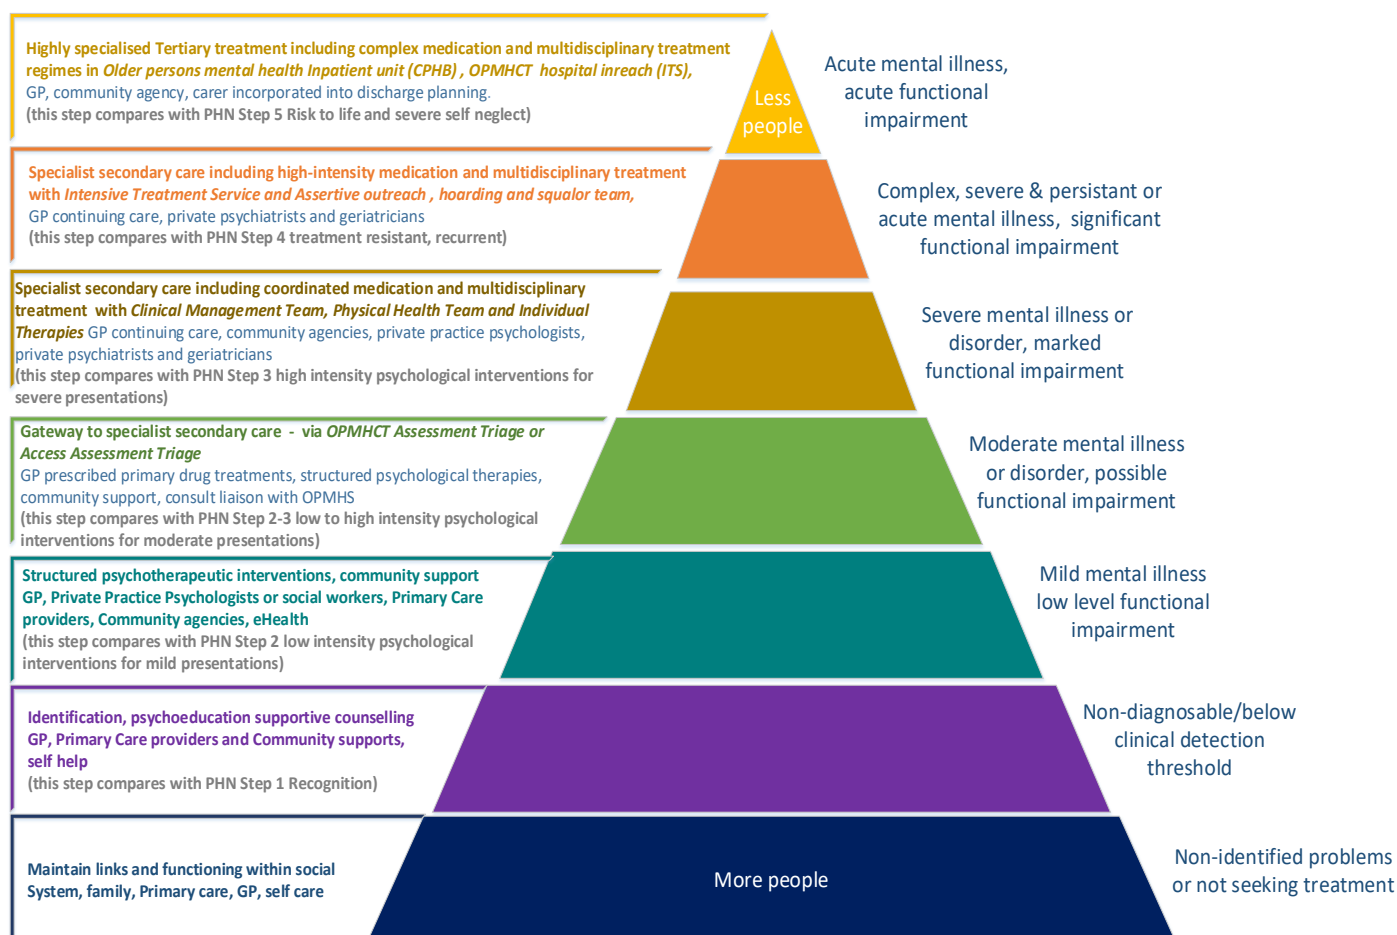 Highly specialised Tertiary treatment including complex medication and multidisciplinary treatment
regimes in Older persons mental health Inpatient unit (CPHB) , OPMHCT hospital inreach (ITS),
GP, community agency, carer incorporated into discharge planning.
(this step compares with PHN Step 5 Risk to life and severe self neglect)
Less
people
Acute mental illness,
acute functional
impairment
Specialist secondary care including high-intensity medication and multidisciplinary treatment
with Intensive Treatment Service and Assertive outreach , hoarding and squalor team,
GP continuing care, private psychiatrists and geriatricians
(this step compares with PHN Step 4 treatment resistant, recurrent)
Complex, severe & persistant or
acute mental illness, significant
functional impairment
Specialist secondary care including coordinated medication and multidisciplinary
treatment with Clinical Management Team, Physical Health Team and Individual
Therapies GP continuing care, community agencies, private practice psychologists,
private psychiatrists and geriatricians
(this step compares with PHN Step 3 high intensity psychological interventions for
severe presentations)
Severe mental illness or
disorder, marked
functional impairment
Gateway to specialist secondary care - via OPMHCT Assessment Triage or
Access Assessment Triage
GP prescribed primary drug treatments, structured psychological therapies,
community support, consult liaison with OPMHS
(this step compares with PHN Step 2-3 low to high intensity psychological
interventions for moderate presentations)
Moderate mental illness
or disorder, possible
functional impairment
Structured psychotherapeutic interventions, community support
GP, Private Practice Psychologists or social workers, Primary Care
providers, Community agencies, eHealth
(this step compares with PHN Step 2 low intensity psychological
interventions for mild presentations)
Mild mental illness
low level functional
impairment
Identification, psychoeducation supportive counselling
GP, Primary Care providers and Community supports,
self help
(this step compares with PHN Step 1 Recognition)
Non-diagnosable/below
clinical detection
threshold
Maintain links and functioning within social
System, family, Primary care, GP, self care
More people
Non-identified problems
or not seeking treatment